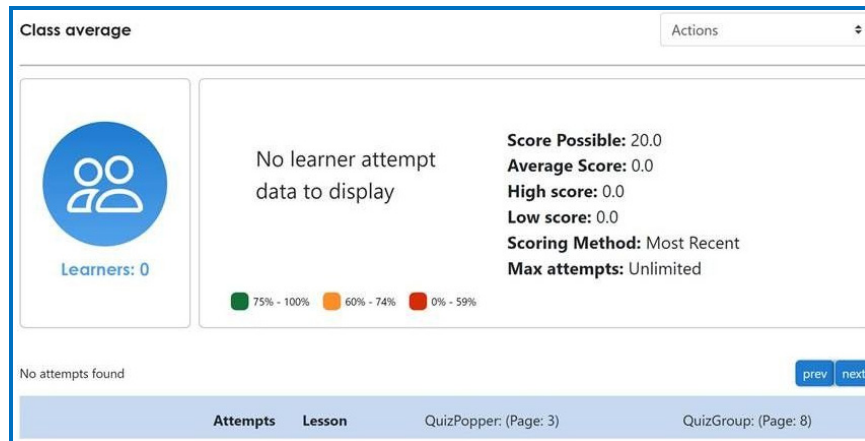 Class average
Actions
Learners: 0
No learner attempt
data to display
75% - 100% 60% - 74% 0% - 59%
Score Possible: 20.0
Average Score: 0.0
High score: 0.0
Low score: 0.0
Scoring Method: Most Recent
Max attempts: Unlimited
No attempts found
prev next
Attempts Lesson QuizPopper: (Page: 3) QuizGroup: (Page: 8)